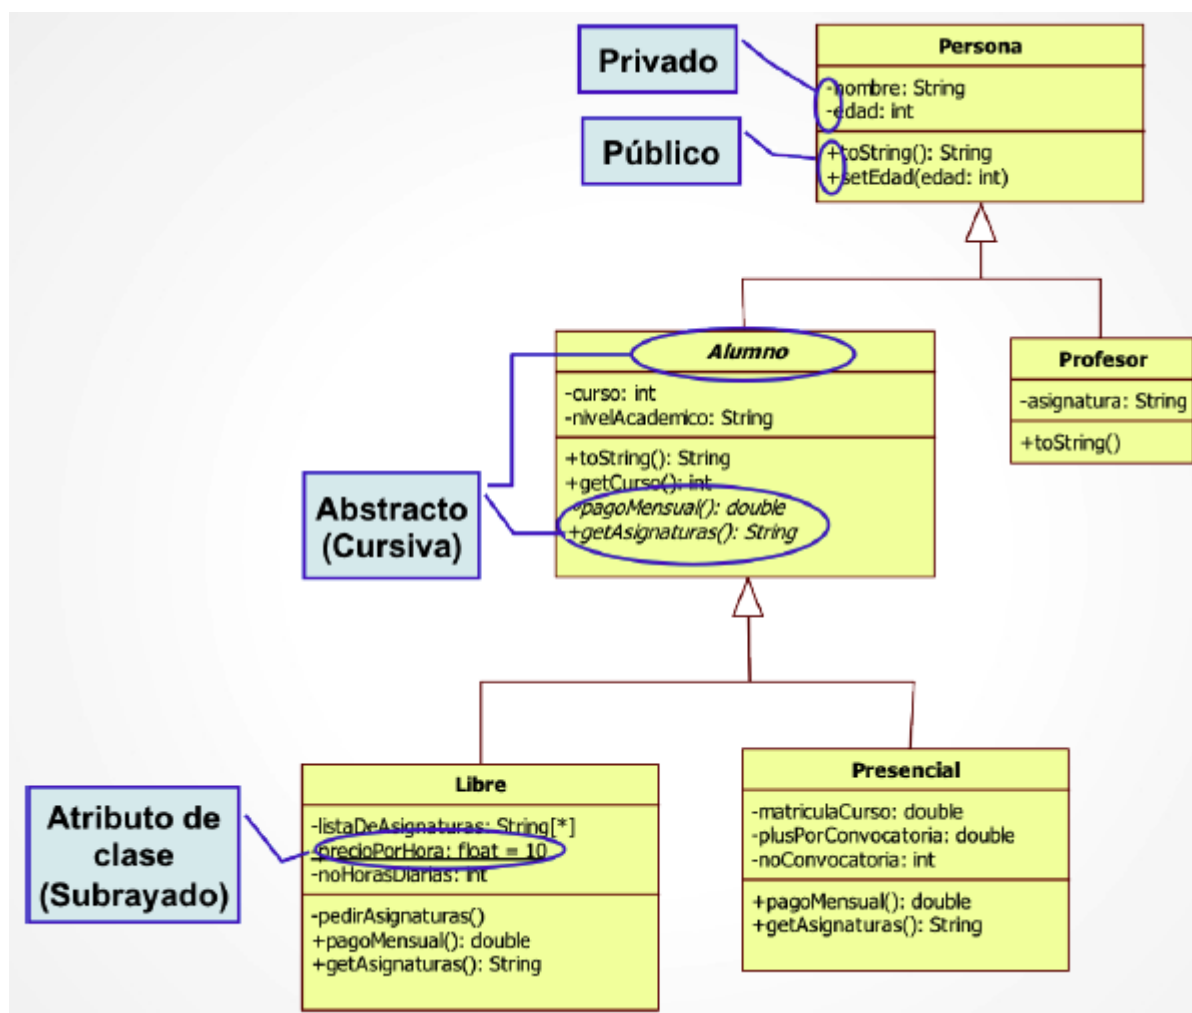 Privado
Público
Persona
-nombre: String
-edad: int
+toString(): String
+setEdad(edad: int)
Alumno
-curso: int
-nivelAcademico: String
+toString(): String
+getCurso(): int
+pagoMensual(): double
+getAsignaturas(): String
Profesor
-asignatura: String
+toString()
Abstracto
(Cursiva)
Libre
-listaDeAsignaturas: String[*]
-precioPorHora: float = 10
-noHorasDiarias: int
-pedirAsignaturas()
+pagoMensual(): double
+getAsignaturas(): String
Presencial
-matriculaCurso: double
-plusPorConvocatoria: double
-noConvocatoria: int
+pagoMensual(): double
+getAsignaturas(): String
Atributo de
clase
(Subrayado)